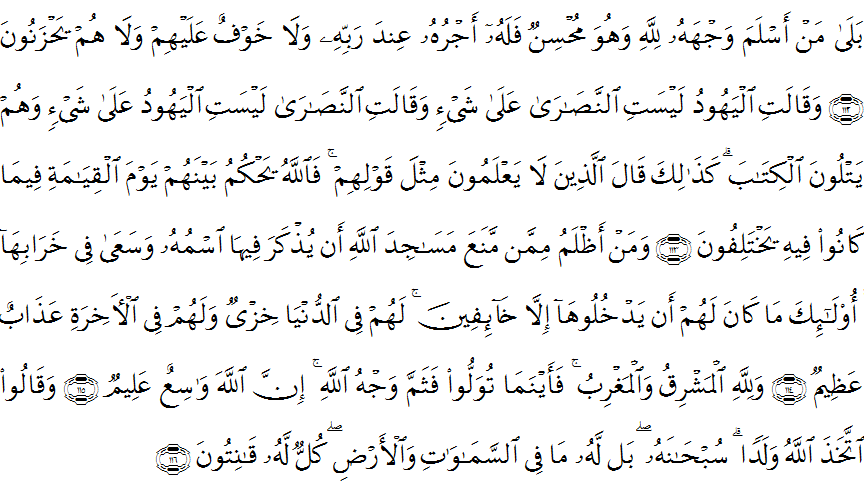 بَلَىٰ مَنْ أَسْلَمَ وَجْهَهُۥ لِلَّهِ وَهُوَ مُحْسِنٌ فَلَهُۥٓ أَجْرُهُۥ عِندَ رَبِّهِۦ وَلَا خَوْفٌ عَلَيْهِمْ وَلَا هُمْ يَحْزَنُونَ
﴿١١٢﴾ وَقَالَتِ ٱلْيَهُودُ لَيْسَتِ ٱلنَّصَـٰرَىٰ عَلَىٰ شَىْءٍ وَقَالَتِ ٱلنَّصَـٰرَىٰ لَيْسَتِ ٱلْيَهُودُ عَلَىٰ شَىْءٍ وَهُمْ
يَتْلُونَ ٱلْكِتَـٰبَ ۗ كَذَٰلِكَ قَالَ ٱلَّذِينَ لَا يَعْلَمُونَ مِثْلَ قَوْلِهِمْ ۚ فَٱللَّهُ يَحْكُمُ بَيْنَهُمْ يَوْمَ ٱلْقِيَـٰمَةِ فِيمَا
كَانُوا۟ فِيهِ يَخْتَلِفُونَ ﴿١١٣﴾ وَمَنْ أَظْلَمُ مِمَّن مَّنَعَ مَسَـٰجِدَ ٱللَّهِ أَن يُذْكَرَ فِيهَا ٱسْمُهُۥ وَسَعَىٰ فِى خَرَابِهَآ
أُو۟لَـٰٓئِكَ مَا كَانَ لَهُمْ أَن يَدْخُلُوهَآ إِلَّا خَآئِفِينَ ۚ لَهُمْ فِى ٱلدُّنْيَا خِزْىٌ وَلَهُمْ فِى ٱلْـَٔاخِرَةِ عَذَابٌ
عَظِيمٌ ﴿١١٤﴾ وَلِلَّهِ ٱلْمَشْرِقُ وَٱلْمَغْرِبُ ۚ فَأَيْنَمَا تُوَلُّوا۟ فَثَمَّ وَجْهُ ٱللَّهِ ۚ إِنَّ ٱللَّهَ وَٰسِعٌ عَلِيمٌ ﴿١١٥﴾ وَقَالُوا۟
ٱتَّخَذَ ٱللَّهُ وَلَدًا ۗ سُبْحَـٰنَهُۥ ۖ بَل لَّهُۥ مَا فِى ٱلسَّمَـٰوَٰتِ وَٱلْأَرْضِ ۖ كُلٌّ لَّهُۥ قَـٰنِتُونَ ﴿١١٦﴾